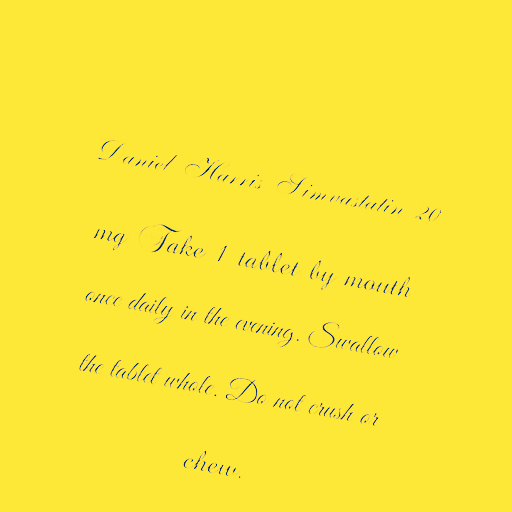 Daniel Harris Simvastatin 20
mg Take 1 tablet by mouth
once daily in the evening. Swallow
the tablet whole. Do not crush or
chew.